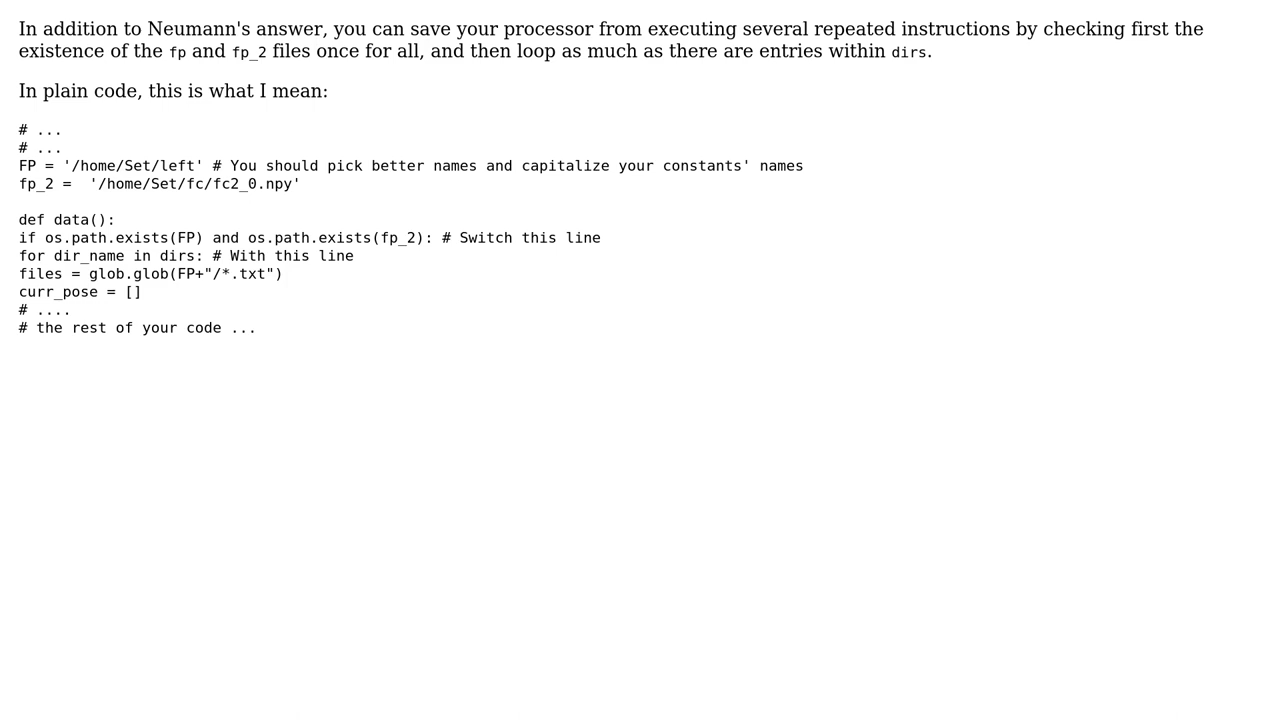 In addition to Neumann's answer, you can save your processor from executing several repeated instructions by checking first the
existence of the fp and fp_2 files once for all, and then loop as much as there are entries within dirs.
In plain code, this is what I mean:
# ...
# ...
FP = '/home/Set/left' # You should pick better names and capitalize your constants' names
fp_2 =  '/home/Set/fc/fc2_0.npy'
def data():
if os.path.exists(FP) and os.path.exists(fp_2): # Switch this line
for dir_name in dirs: # With this line
files = glob.glob(FP+"/*.txt")
curr_pose = []
# ....
# the rest of your code ...